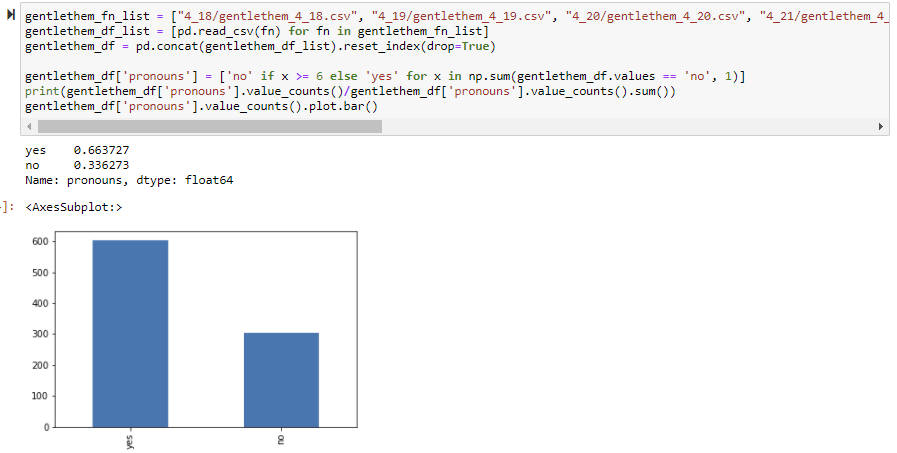 gentlethem_fn_list = ["4_18/gentlethem_4_18.csv", "4_19/gentlethem_4_19.csv", "4_20/gentlethem_4_20.csv", "4_21/gentlethem_4_
gentlethem_df_list = [pd.read_csv(fn) for fn in gentlethem_fn_list]
gentlethem_df = pd.concat(gentlethem_df_list).reset_index(drop=True)
gentlethem_df['pronouns'] = ['no' if x >= 6 else 'yes' for x in np.sum(gentlethem_df.values == 'no', 1)]
print(gentlethem_df['pronouns'].value_counts()/gentlethem_df['pronouns'].value_counts().sum())
gentlethem_df['pronouns'].value_counts().plot.bar()
yes    0.663727
no     0.336273
Name: pronouns, dtype: float64
]: <AxesSubplot:>
600
500
400
300
200
100
0
yes
no